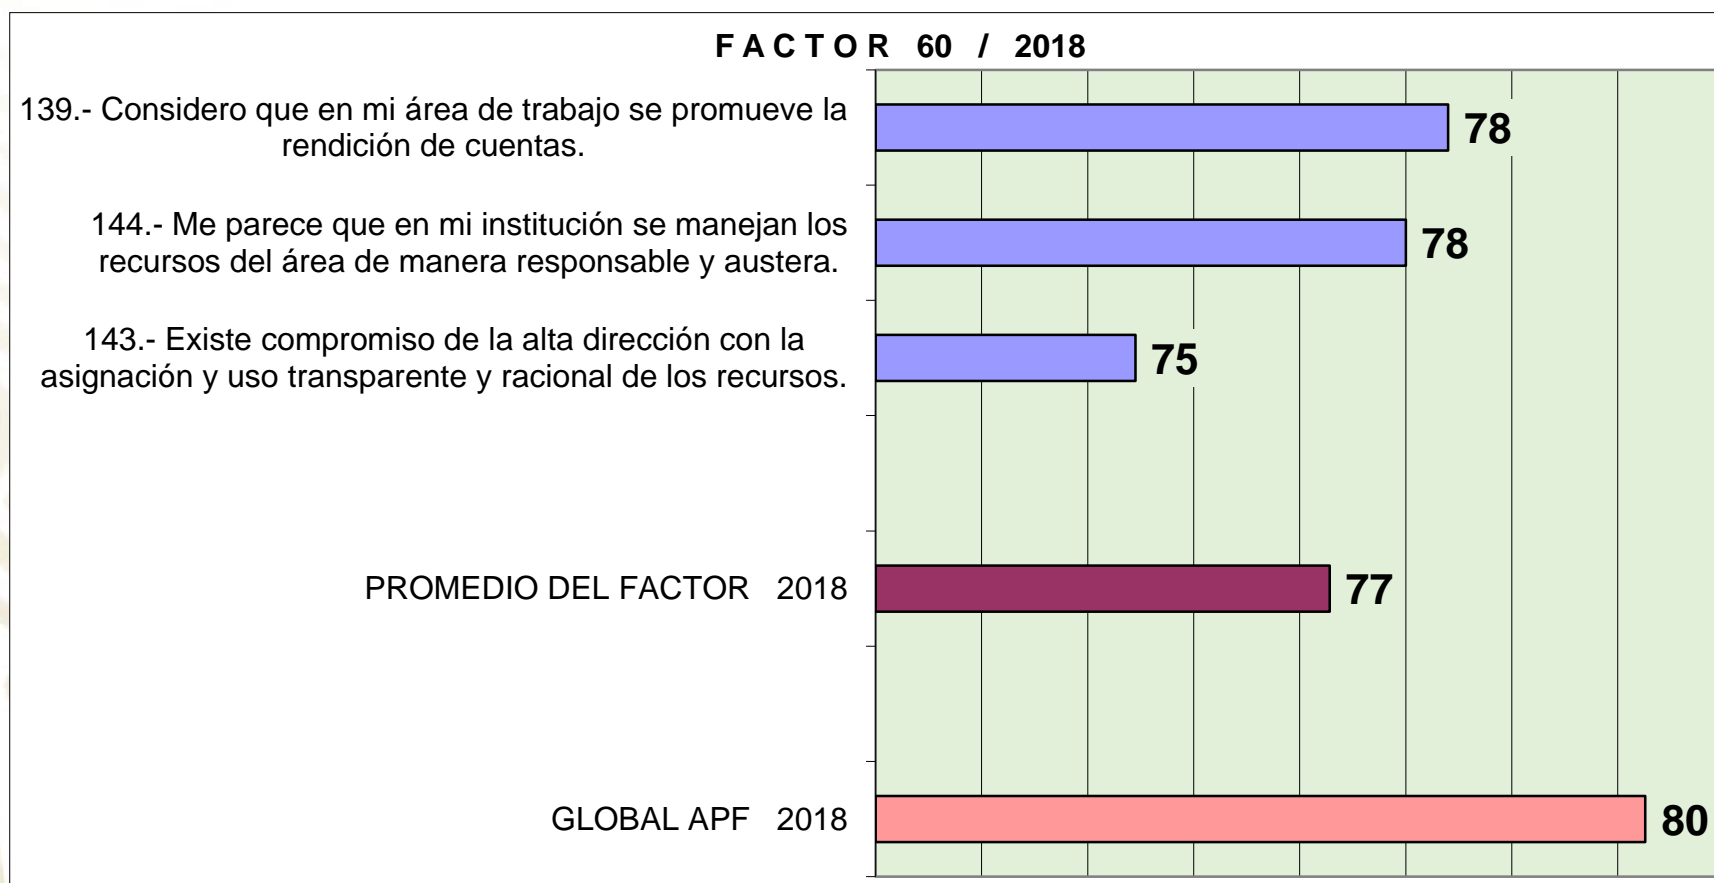 FACTOR 60 / 2018
139.- Considero que en mi área de trabajo se promueve la
rendición de cuentas.
78
144.- Me parece que en mi institución se manejan los
recursos del área de manera responsable y austera.
78
143.- Existe compromiso de la alta dirección con la
asignación y uso transparente y racional de los recursos.
75
PROMEDIO DEL FACTOR 2018
77
GLOBAL APF 2018
80